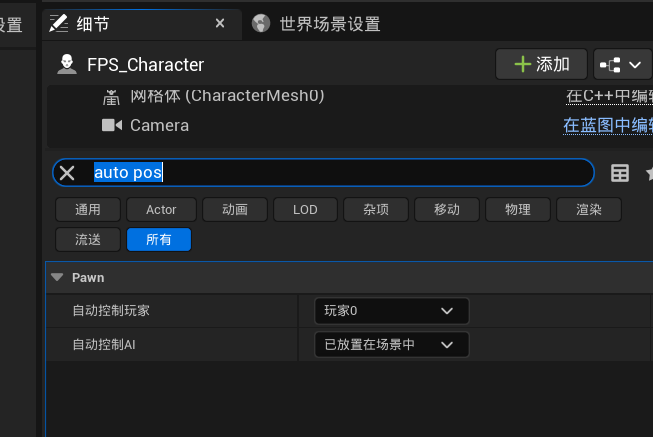 设置
细节
世界场景设置
FPS_Character
添加
网格体 (CharacterMesh0)
在C++中编辑
Camera
在蓝图中编辑
auto pos
通用 Actor 动画 LOD 杂项 移动 物理 渲染
流送 所有
Pawn
自动控制玩家 玩家0
自动控制AI 已放置在场景中